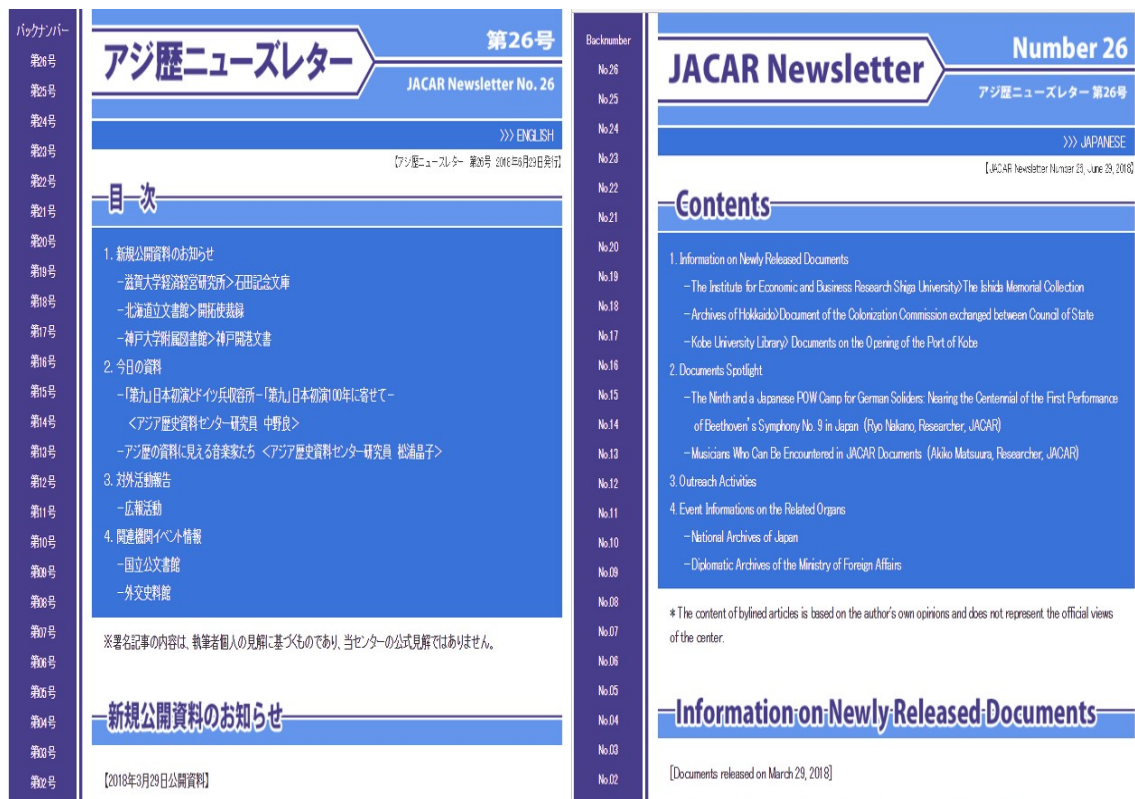 バックナンバー
第26号
第25号
第24号
第23号
第22号
第21号
第20号
第19号
第18号
第17号
第16号
第15号
第14号
第13号
第12号
第11号
第10号
第09号
第08号
第07号
第06号
第05号
第04号
第03号
第02号
アジ歴ニューズレター
第26号
JACAR Newsletter No. 26
>>> ENGLISH
【アジ歴ニューズレター 第26号 2018年6月29日発行】
目 次
1. 新規公開資料のお知らせ
－滋賀大学経済経営研究所＞石田記念文庫
－北海道立文書館＞開拓使裁録
－神戸大学附属図書館＞神戸開港文書
2. 今日の資料
－「第九」日本初演とドイツ兵収容所－「第九」日本初演100年に寄せて－
＜アジア歴史資料センター研究員 中野良＞
－アジ歴の資料に見える音楽家たち ＜アジア歴史資料センター研究員 松浦晶子＞
3. 対外活動報告
－広報活動
4. 関連機関イベント情報
－国立公文書館
－外交史料館
※署名記事の内容は、執筆者個人の見解に基づくものであり、当センターの公式見解ではありません。
新規公開資料のお知らせ
【2018年3月29日公開資料】
Backnumber
No.26
No.25
No.24
No.23
No.22
No.21
No.20
No.19
No.18
No.17
No.16
No.15
No.14
No.13
No.12
No.11
No.10
No.09
No.08
No.07
No.06
No.05
No.04
No.03
No.02
JACAR Newsletter
Number 26
アジ歴ニューズレター 第26号
>>> JAPANESE
【JACAR Newsletter Number 26, June 29, 2018】
Contents
1. Information on Newly Released Documents
－The Institute for Economic and Business Research Shiga University>The Ishida Memorial Collection
－Archives of Hokkaido>Document of the Colonization Commission exchanged between Council of State
－Kobe University Library> Documents on the Opening of the Port of Kobe
2. Documents Spotlight
－The Ninth and a Japanese POW Camp for German Soliders: Nearing the Centennial of the First Performance
of Beethoven's Symphony No. 9 in Japan (Ryo Nakano, Researcher, JACAR)
－Musicians Who Can Be Encountered in JACAR Documents (Akiko Matsuura, Researcher, JACAR)
3. Outreach Activities
4. Event Informations on the Related Organs
－National Archives of Japan
－Diplomatic Archives of the Ministry of Foreign Affairs
* The content of bylined articles is based on the author's own opinions and does not represent the official views
of the center.
Information on Newly Released Documents
[Documents released on March 29, 2018]